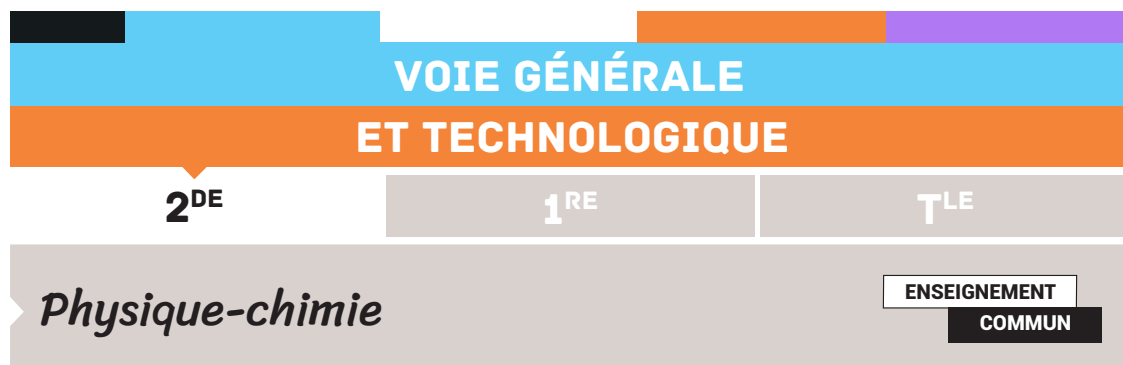 VOIE GÉNÉRALE
ET TECHNOLOGIQUE
2DE 1RE TLE
Physique-chimie
ENSEIGNEMENT
COMMUN